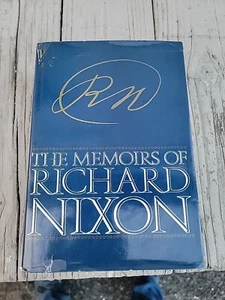 RN
THE MEMOIRS OF
RICHARD
NIXON